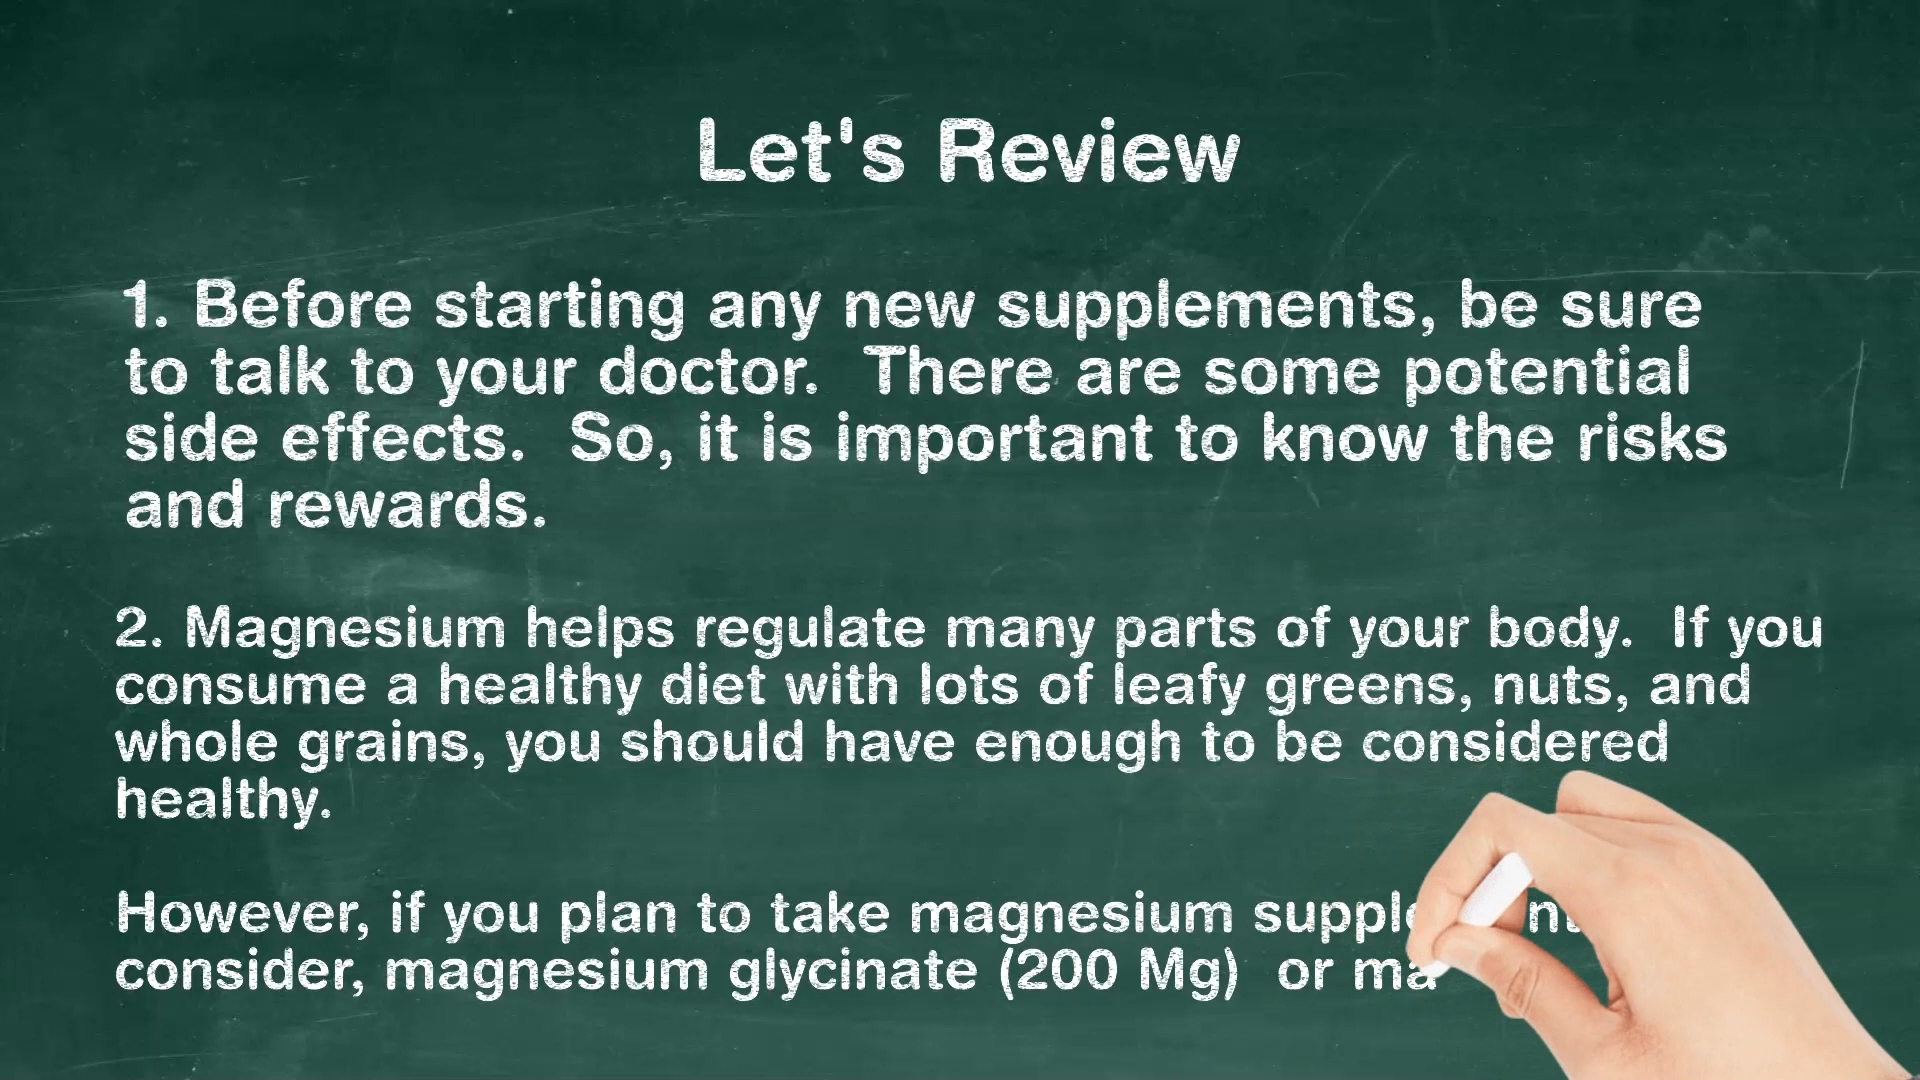 Let's Review
1. Before starting any new supplements, be sure
to talk to your doctor. There are some potential
side effects. So, it is important to know the risks
and rewards.
2. Magnesium helps regulate many parts of your body. If you
consume a healthy diet with lots of leafy greens, nuts, and
whole grains, you should have enough to be considered
healthy.
However, if you plan to take magnesium
consider, magnesium glycinate (200 Mg) or